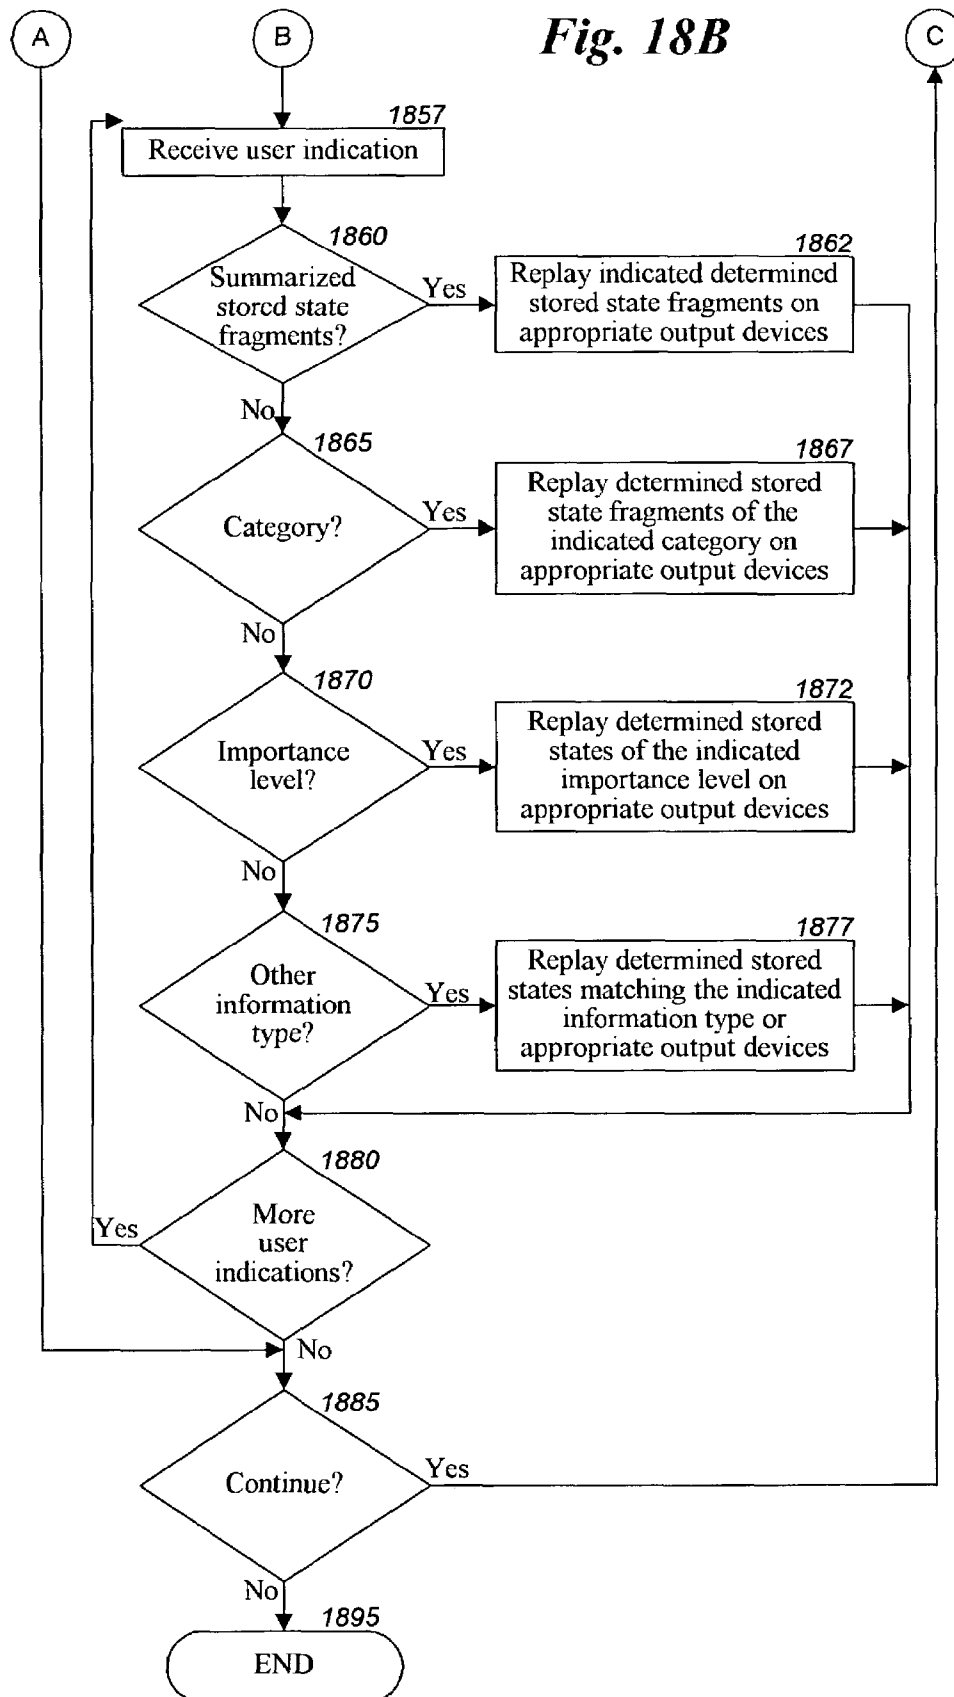 A
B
Fig. 18B
C
1857
Receive user indication
1860
Summarized
stored state
fragments?
Yes
1862
Replay indicated determined
stored state fragments on
appropriate output devices
No
1865
Category?
Yes
1867
Replay determined stored
state fragments of the
indicated category on
appropriate output devices
No
1870
Importance
level?
Yes
1872
Replay determined stored
states of the indicated
importance level on
appropriate output devices
No
1875
Other
information
type?
Yes
1877
Replay determined stored
states matching the indicated
information type or
appropriate output devices
No
1880
More
user
indications?
Yes
No
1885
Continue?
Yes
No
1895
END